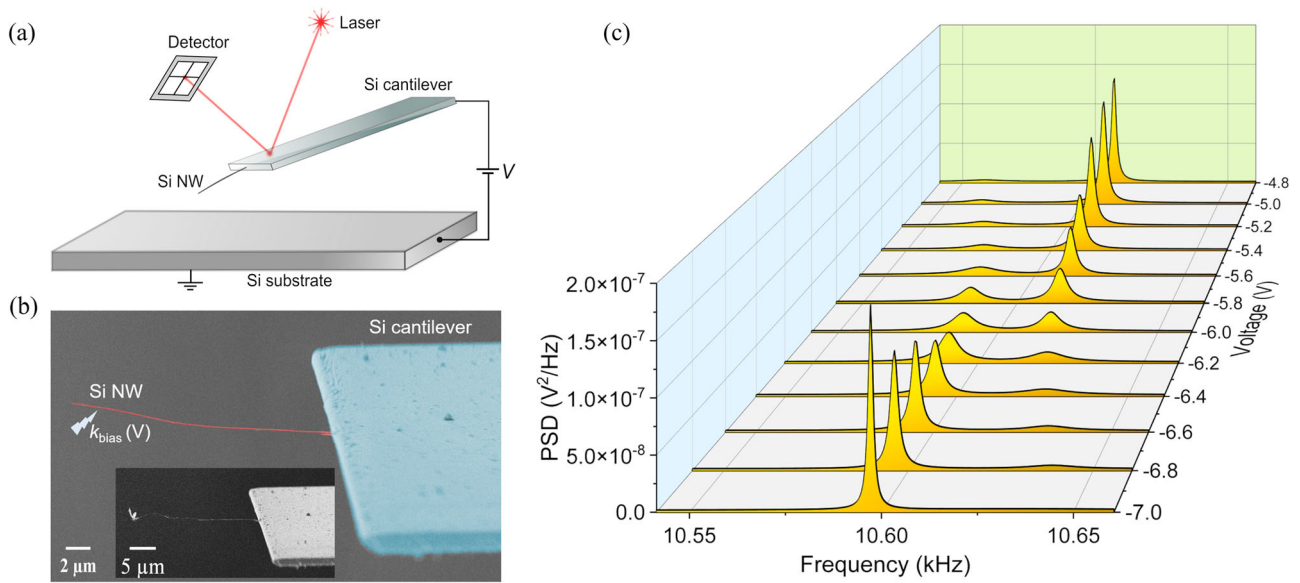 (a)
Laser
Detector
Si cantilever
Si NW
V
Si substrate
(b)
Si cantilever
Si NW
k_bias (V)
2 µm
5 µm
(c)
2.0×10⁻⁷
1.5×10⁻⁷
1.0×10⁻⁷
5.0×10⁻⁸
0.0
PSD (V²/Hz)
10.55
10.60
10.65
Frequency (kHz)
-4.8
-5.0
-5.2
-5.4
-5.6
-5.8
-6.0
-6.2
-6.4
-6.6
-6.8
-7.0
Voltage (V)